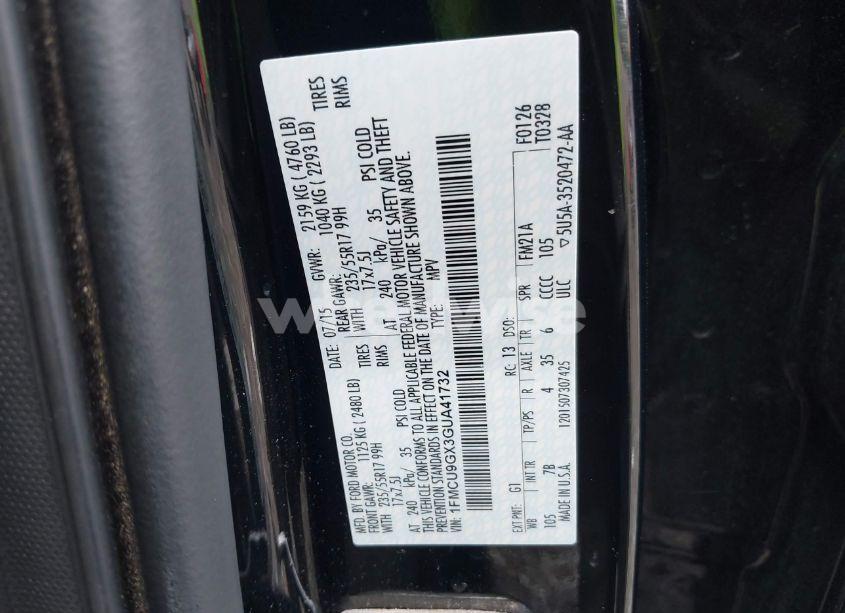 MFD. BY FORD MOTOR CO. DATE: 07/15 GVWR: 2159 KG ( 4760 LB)
FRONT GAWR: 1125 KG ( 2480 LB) REAR GAWR: 1040 KG ( 2293 LB)
WITH 235/55R17 99H TIRES WITH 235/55R17 99H TIRES
17x7.5J RIMS 17x7.5J RIMS
AT 240 kPa/ 35 PSI COLD AT 240 kPa/ 35 PSI COLD
THIS VEHICLE CONFORMS TO ALL APPLICABLE FEDERAL MOTOR VEHICLE SAFETY AND THEFT
PREVENTION STANDARDS IN EFFECT ON THE DATE OF MANUFACTURE SHOWN ABOVE.
VIN: 1FMCU9GX3GUA41732 TYPE: MPV
F0126
EXT PNT: G1 RC: 13 DSO: T0328
WB INT TR TP/PS R AXLE TR SPR FM21A
105 7B 4 35 6 CCCC 105
MADE IN U.S.A. 1201507307425 ULC ▽5U5A-3520472-AA